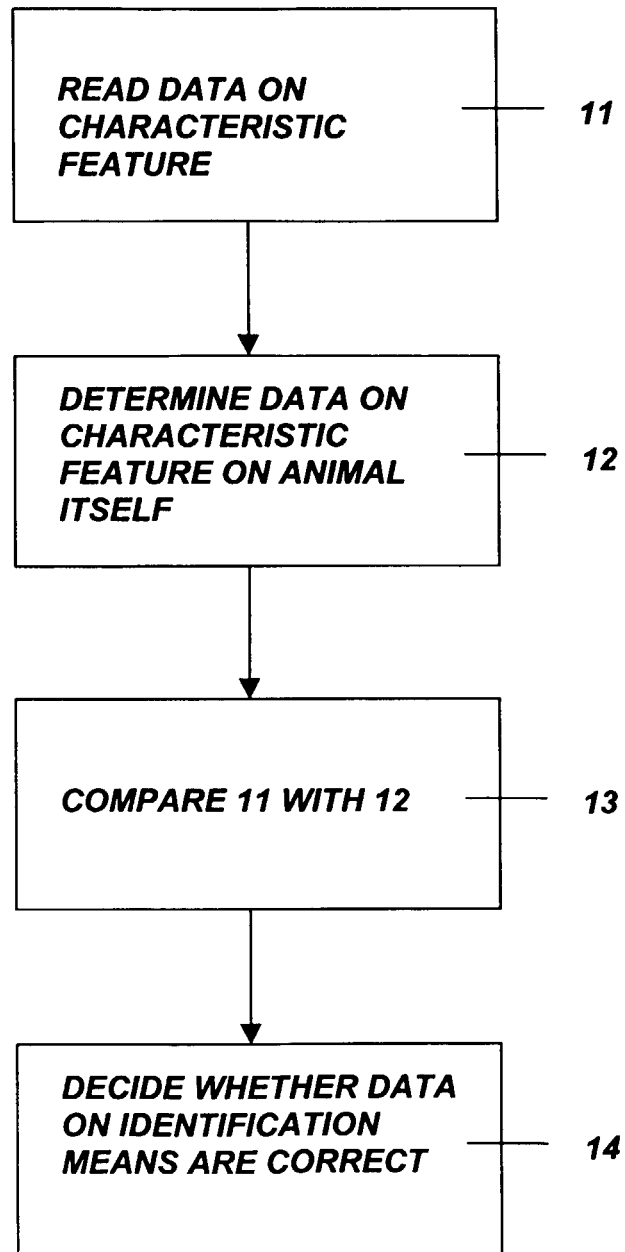 READ DATA ON
CHARACTERISTIC
FEATURE
11
DETERMINE DATA ON
CHARACTERISTIC
FEATURE ON ANIMAL
ITSELF
12
COMPARE 11 WITH 12
13
DECIDE WHETHER DATA
ON IDENTIFICATION
MEANS ARE CORRECT
14